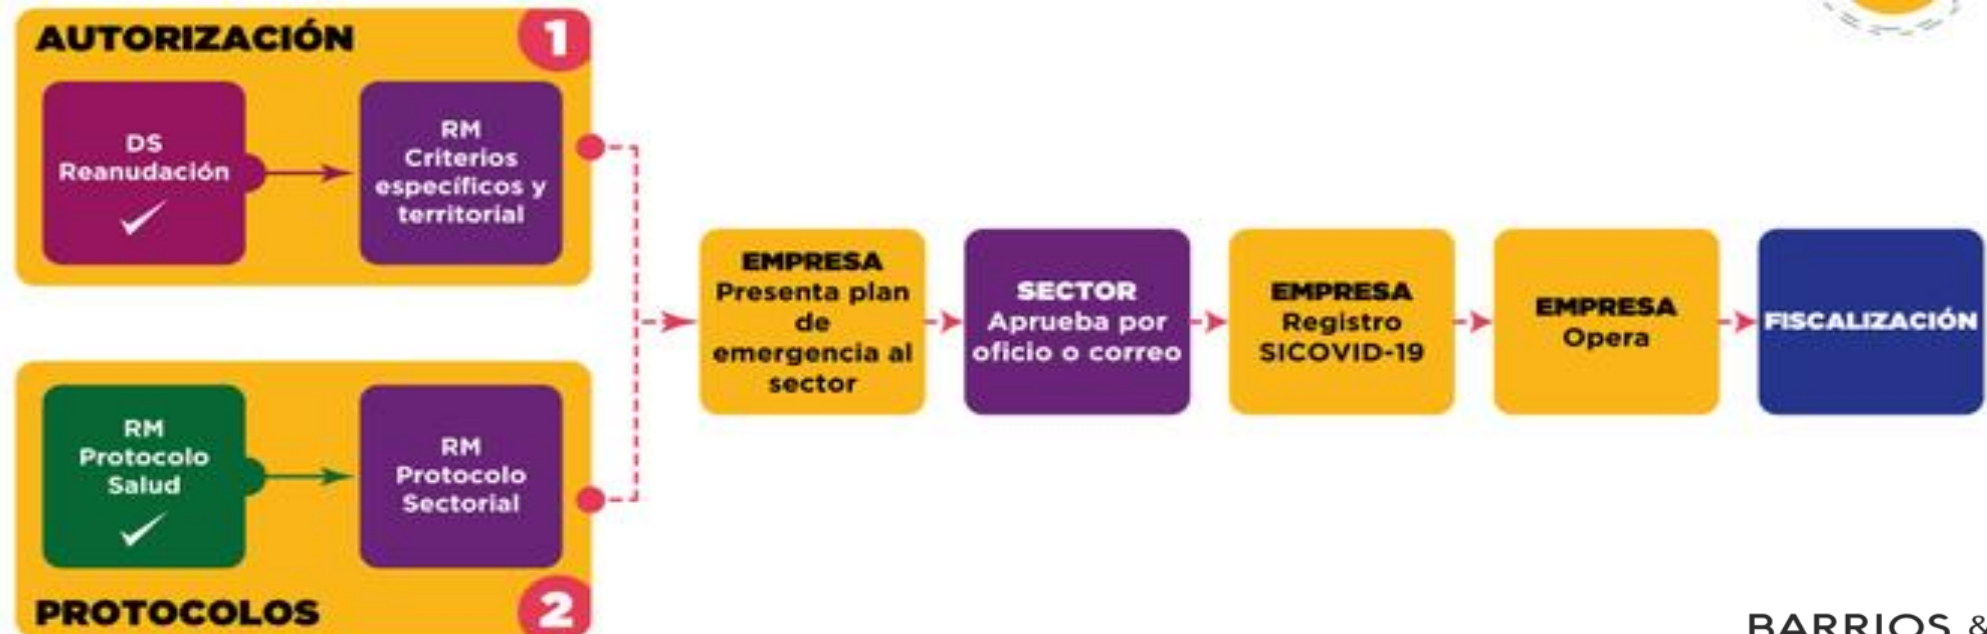 AUTORIZACIÓN
1
DS
Reanudación
RM
Criterios
específicos y
territorial
RM
Protocolo
Salud
RM
Protocolo
Sectorial
PROTOCOLOS
2
EMPRESA
Presenta plan
de
emergencia al
sector
SECTOR
Aprueba por
oficio o correo
EMPRESA
Registro
SICOVID-19
EMPRESA
Opera
FISCALIZACIÓN
BARRIOS &